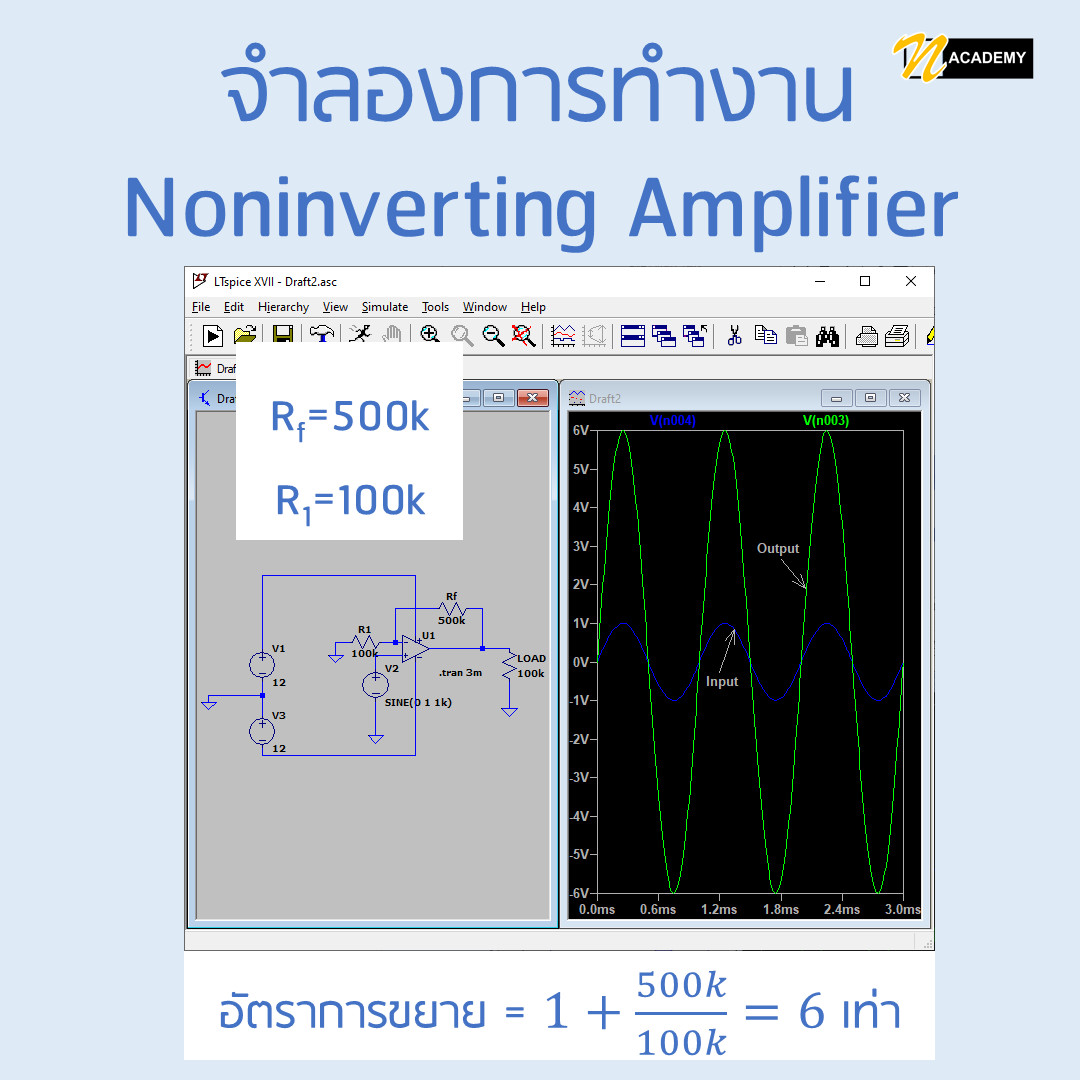 จำลองการทำงาน
n ACADEMY
Noninverting Amplifier
LTspice XVII - Draft2.asc
File Edit Hierarchy View Simulate Tools Window Help
Draft2
V(n004) V(n003)
R_f=500k
R_1=100k
6V
5V
4V
3V
2V
1V
0V
-1V
-2V
-3V
-4V
-5V
-6V
Output
Input
0.0ms 0.6ms 1.2ms 1.8ms 2.4ms 3.0ms
Rf
500k
R1
100k
U1
V1
12
V2
SINE(0 1 1k)
.tran 3m
LOAD
100k
V3
12
อัตราการขยาย = 1 + 500k/100k = 6 เท่า